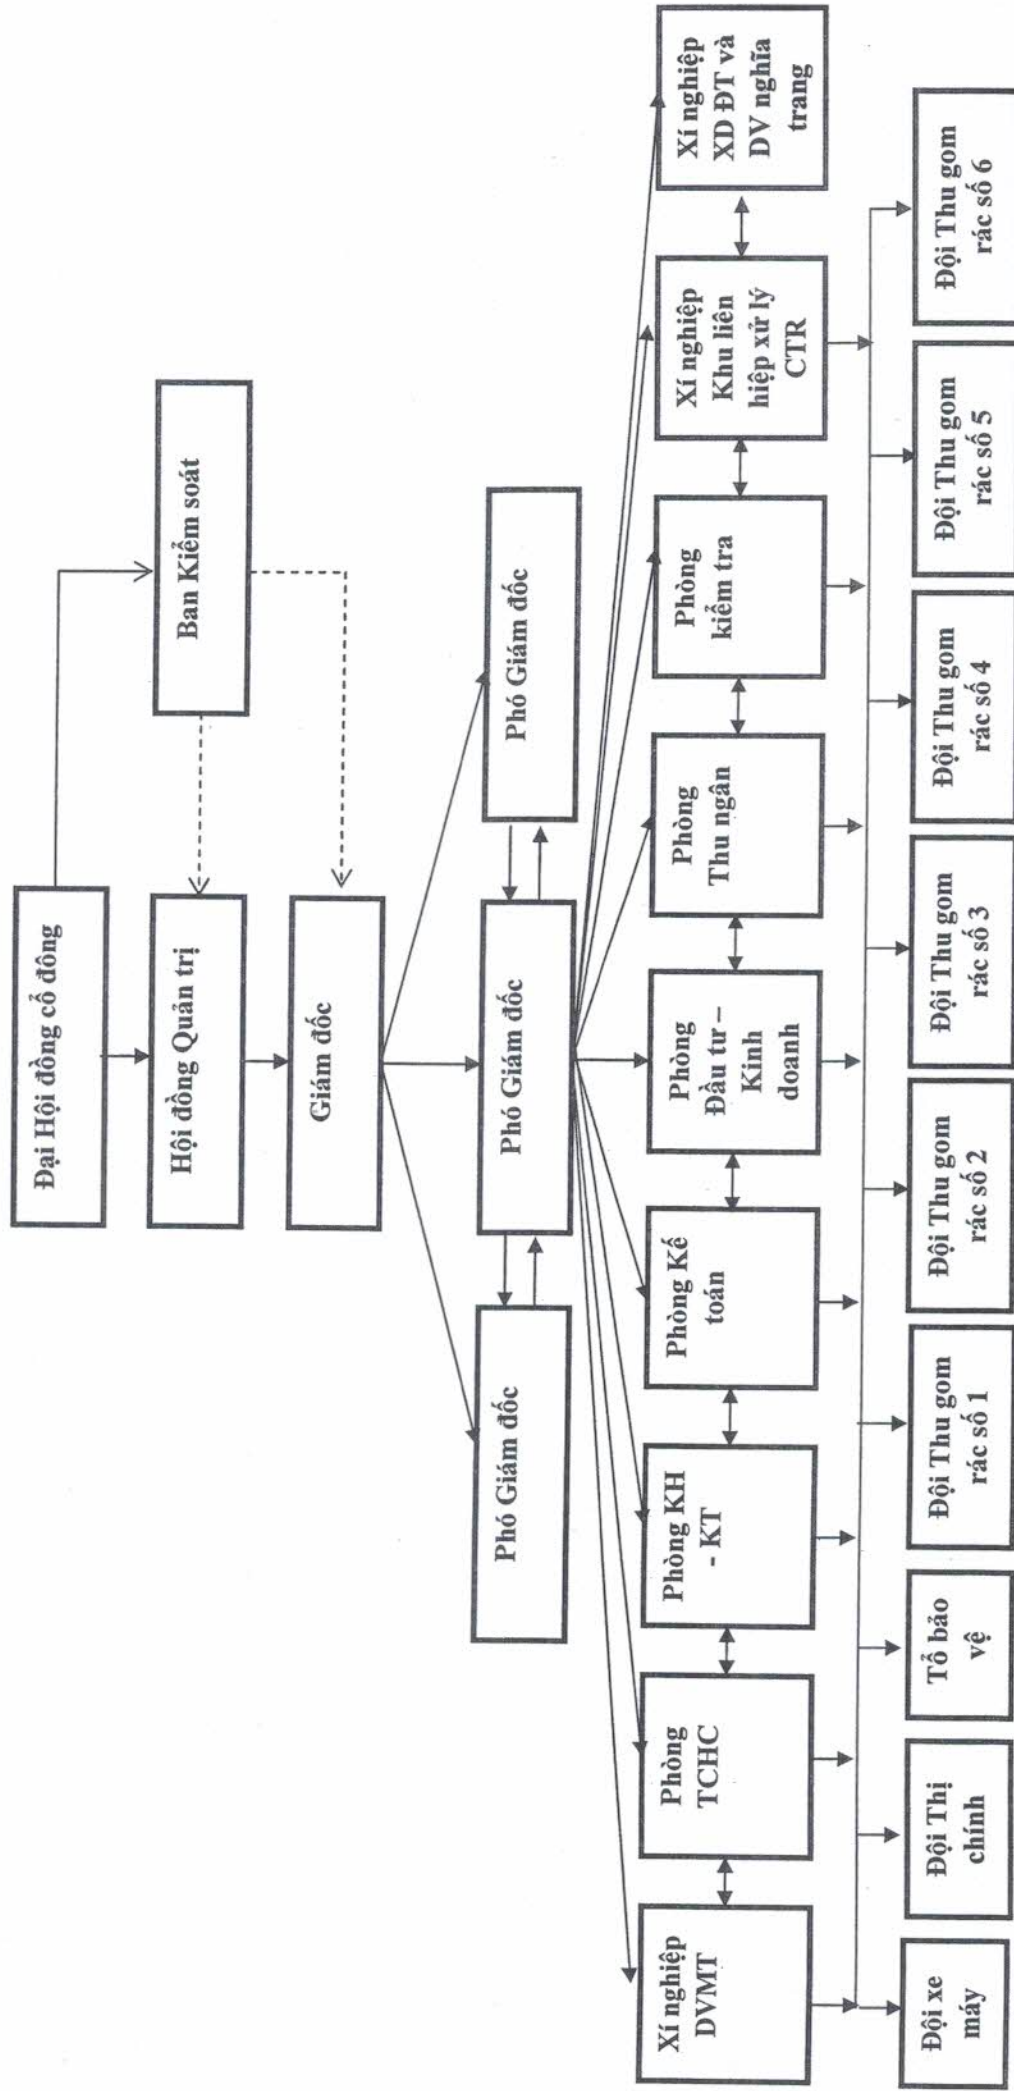 Đại Hội đồng cổ đông
Ban Kiểm soát
Hội đồng Quản trị
Giám đốc
Phó Giám đốc
Phó Giám đốc
Phó Giám đốc
Xí nghiệp
DVMT
Phòng
TCHC
Phòng KH
- KT
Phòng Kế
toán
Phòng
Đầu tư –
Kinh
doanh
Phòng
Thu ngân
Phòng
kiểm tra
Xí nghiệp
Khu liên
hiệp xử lý
CTR
Xí nghiệp
XD ĐT và
DV nghĩa
trang
Đội xe
máy
Đội Thị
chính
Tổ bảo
vệ
Đội Thu gom
rác số 1
Đội Thu gom
rác số 2
Đội Thu gom
rác số 3
Đội Thu gom
rác số 4
Đội Thu gom
rác số 5
Đội Thu gom
rác số 6